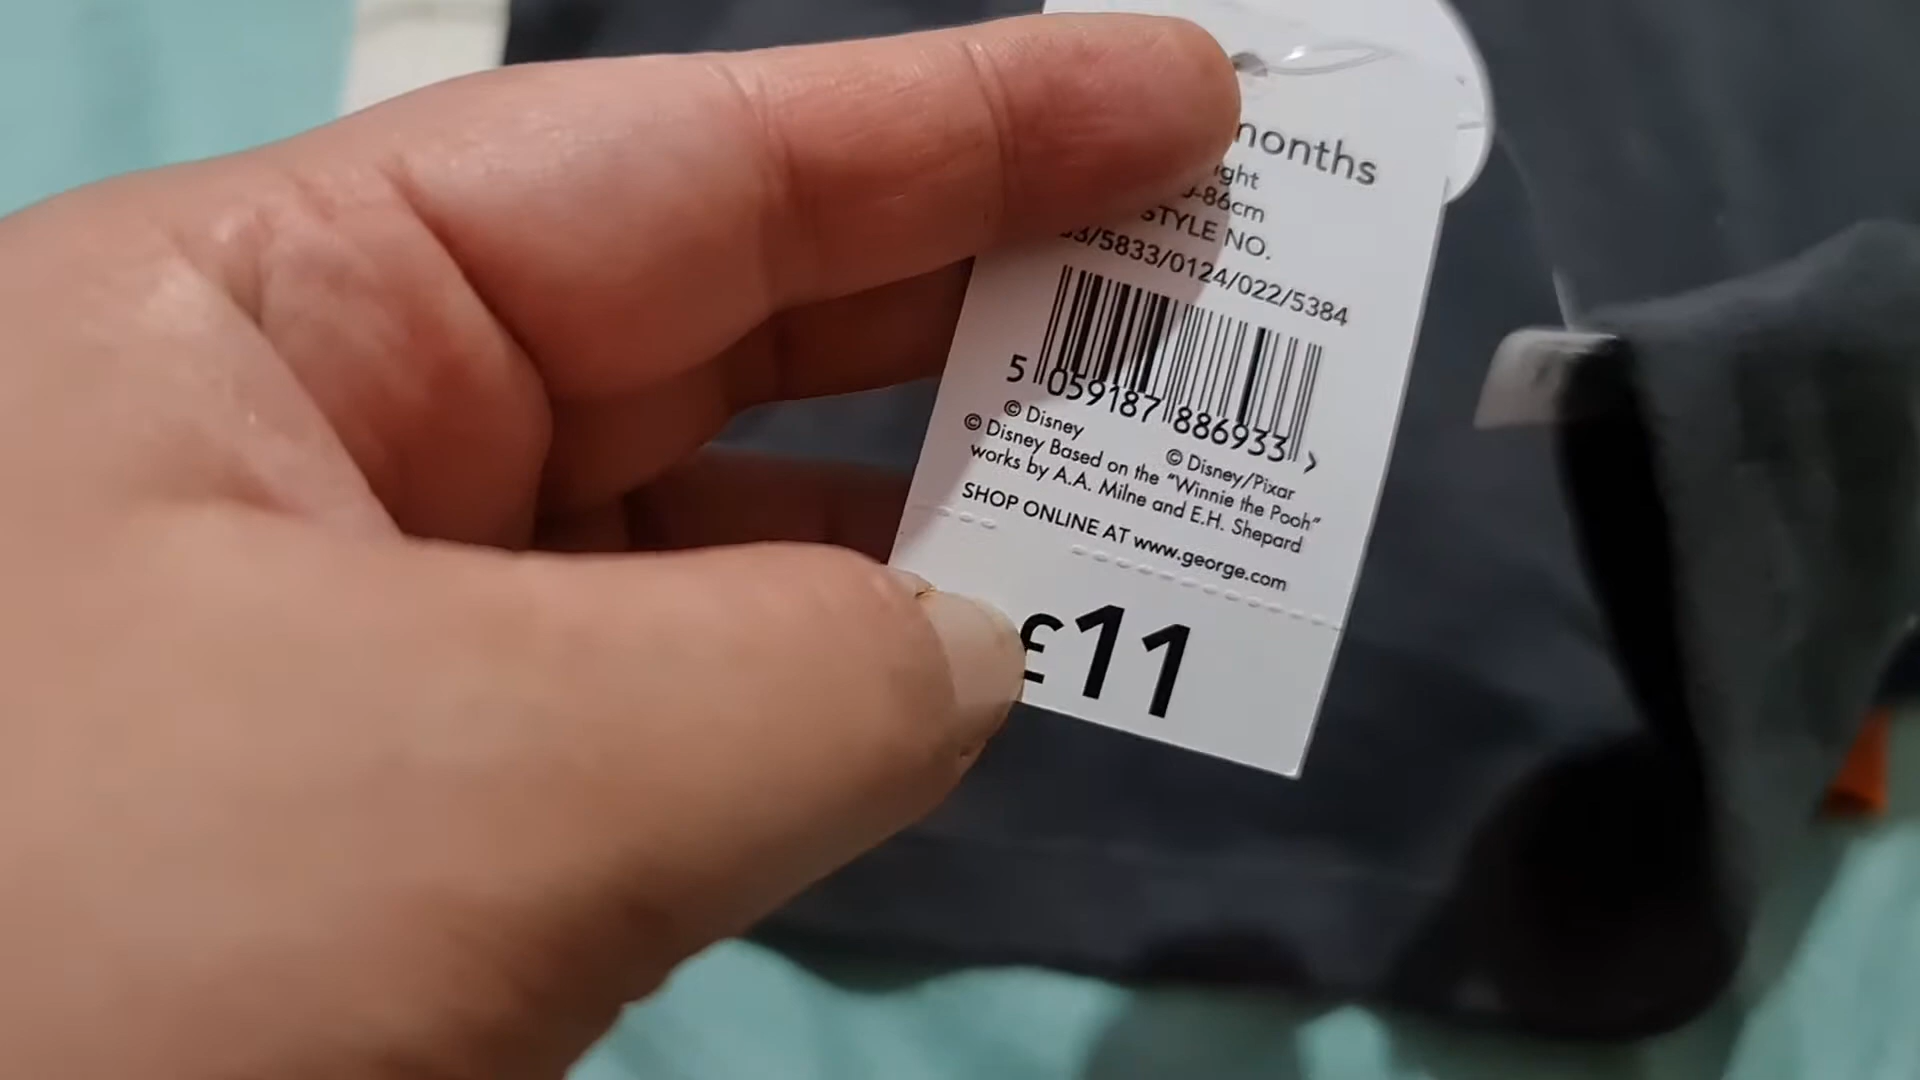 months
86cm
STYLE NO.
/5833/0124/022/5384
5 059187 886933 >
© Disney © Disney/Pixar
© Disney Based on the "Winnie the Pooh"
works by A.A. Milne and E.H. Shepard
SHOP ONLINE AT www.george.com
£11